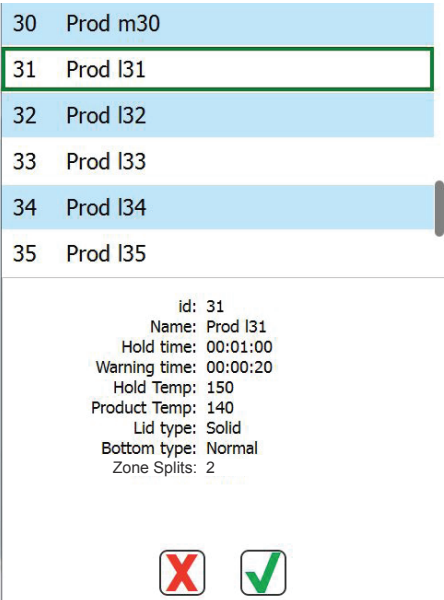 30 Prod m30
31 Prod l31
32 Prod l32
33 Prod l33
34 Prod l34
35 Prod l35
id: 31
Name: Prod l31
Hold time: 00:01:00
Warning time: 00:00:20
Hold Temp: 150
Product Temp: 140
Lid type: Solid
Bottom type: Normal
Zone Splits: 2